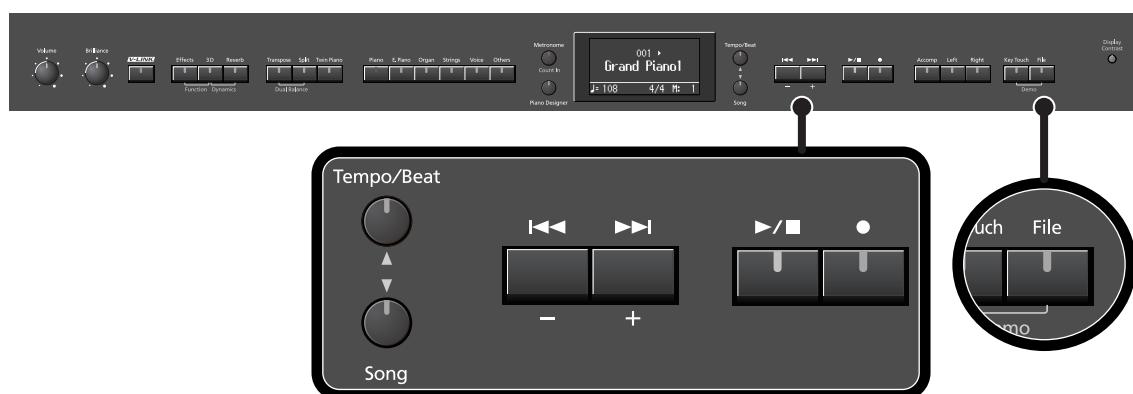 Volume
Brilliance
V-LINK
Effects 3D Reverb
Function Dynamics
Transpose Split Twin Piano
Dual Balance
Piano E. Piano Organ Strings Voice Others
Metronome
Count In
Piano Designer
001
Grand Piano1
♩= 108 4/4 M: 1
Tempo/Beat
Song
− +
Accomp Left Right
Key Touch File
Demo
Display
Contrast
Tempo/Beat
Song
− +
uch File
mo